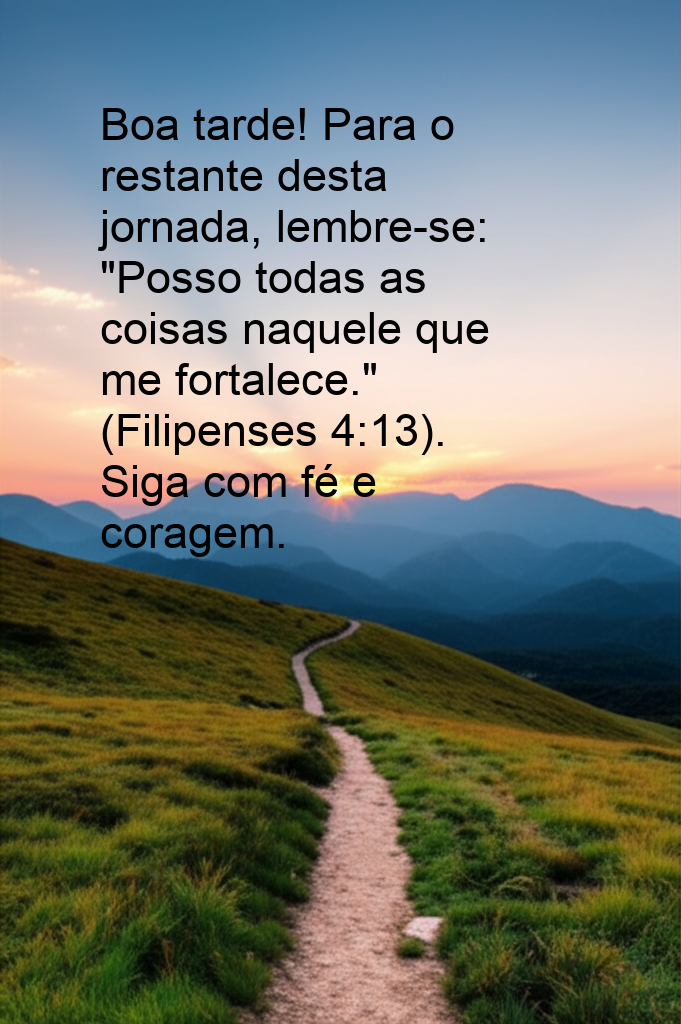 Boa tarde! Para o
restante desta
jornada, lembre-se:
"Posso todas as
coisas naquele que
me fortalece."
(Filipenses 4:13).
Siga com fé e
coragem.